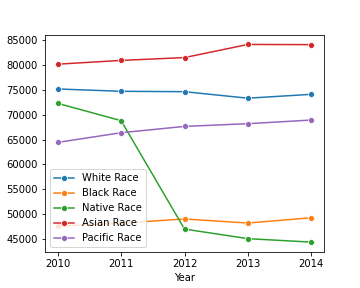 85000
80000
75000
70000
65000
60000
55000
50000
45000
White Race
Black Race
Native Race
Asian Race
Pacific Race
2010 2011 2012 2013 2014
Year